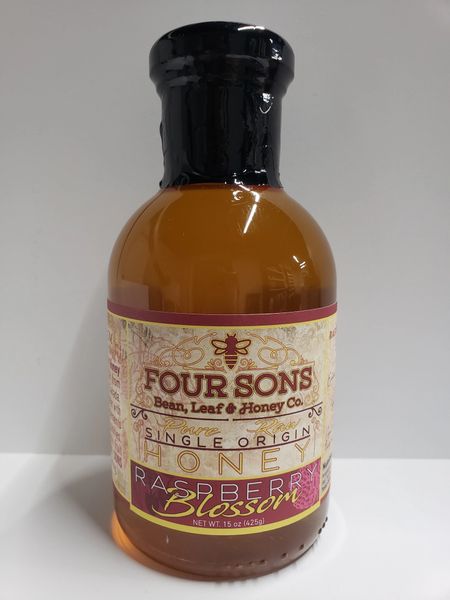 FOUR SONS
Bean, Leaf & Honey Co.
Pure Raw
SINGLE ORIGIN
HONEY
RASPBERRY
Blossom
NET WT. 15 oz (425g)